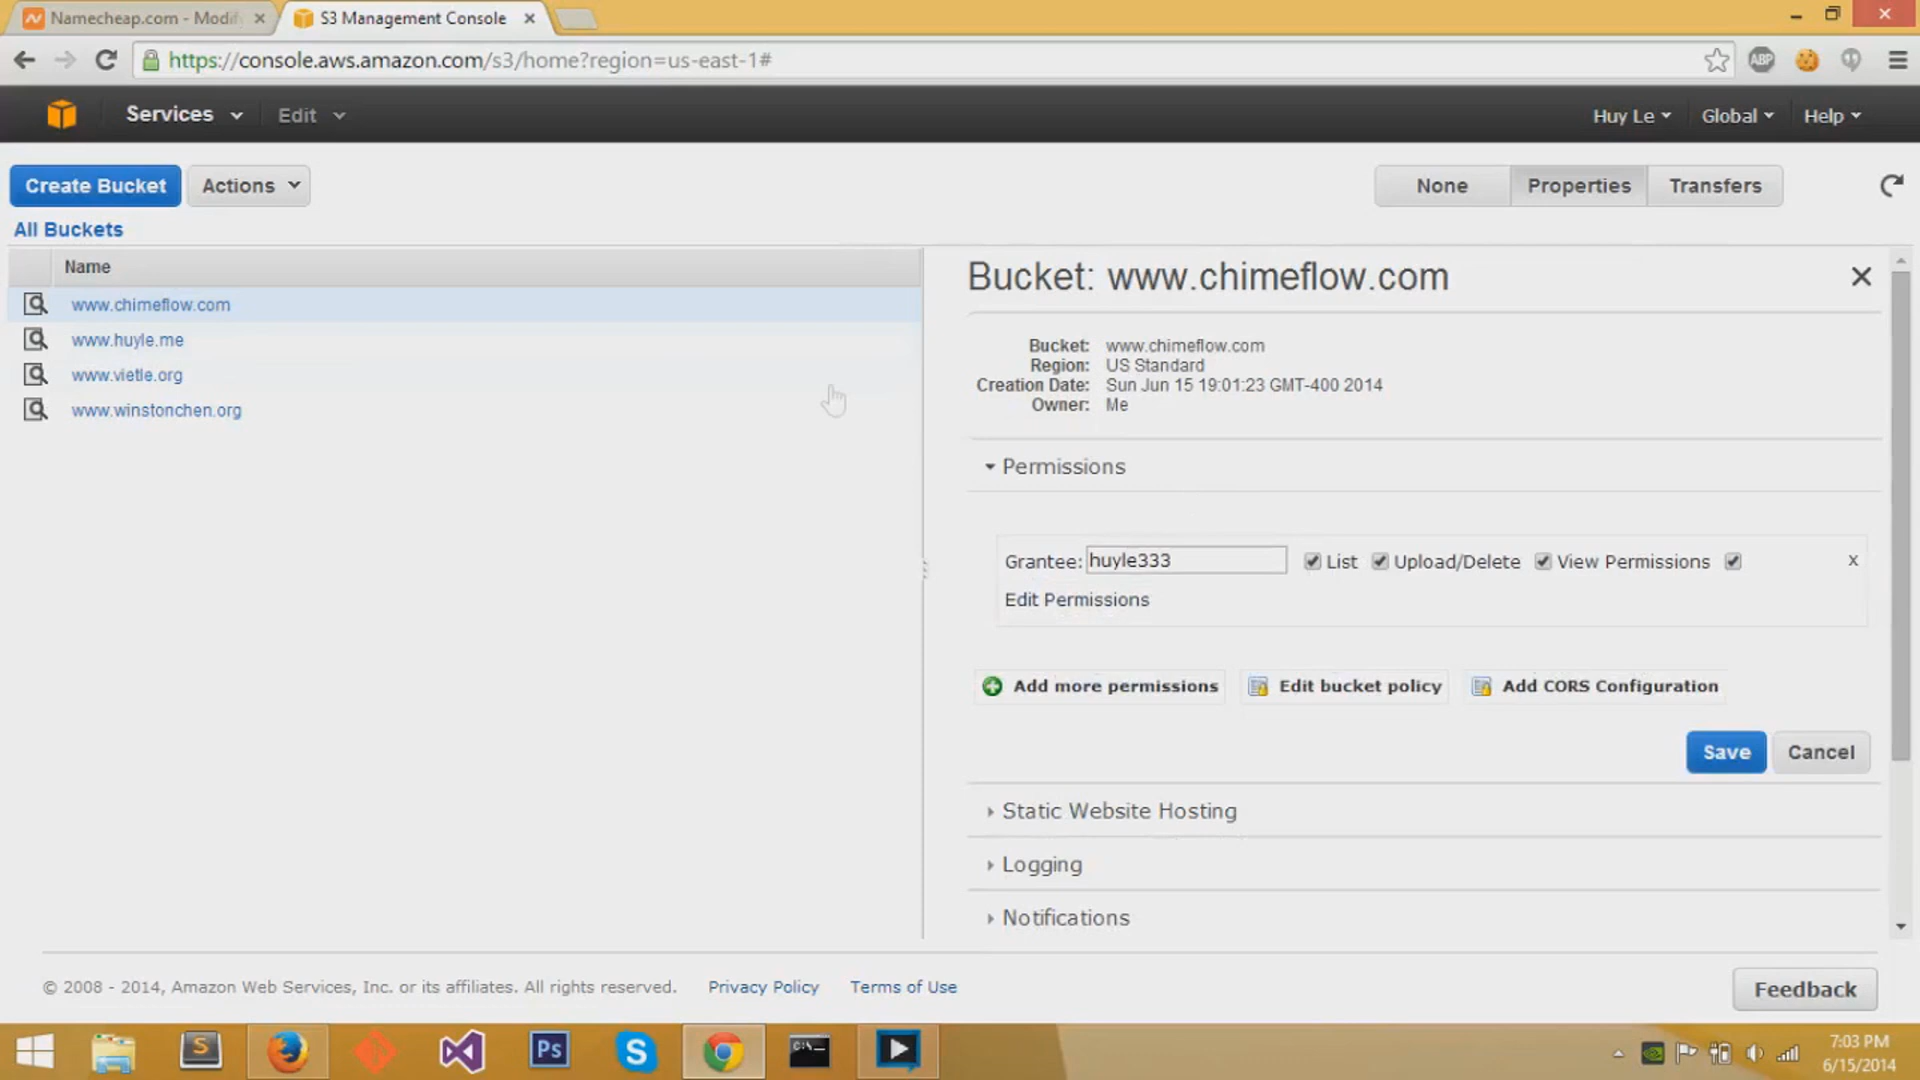 Namecheap.com - Modif
S3 Management Console
https://console.aws.amazon.com/s3/home?region=us-east-1#
ABP
Services
Edit
Huy Le
Global
Help
Create Bucket
Actions
None
Properties
Transfers
All Buckets
Name
www.chimeflow.com
www.huyle.me
www.vietle.org
www.winstonchen.org
Bucket: www.chimeflow.com
Bucket: www.chimeflow.com
Region: US Standard
Creation Date: Sun Jun 15 19:01:23 GMT-400 2014
Owner: Me
Permissions
Grantee: huyle333 List Upload/Delete View Permissions x
Edit Permissions
Add more permissions
Edit bucket policy
Add CORS Configuration
Save
Cancel
Static Website Hosting
Logging
Notifications
© 2008 - 2014, Amazon Web Services, Inc. or its affiliates. All rights reserved.
Privacy Policy
Terms of Use
Feedback
S
Ps
S
C:\-
7:03 PM
6/15/2014